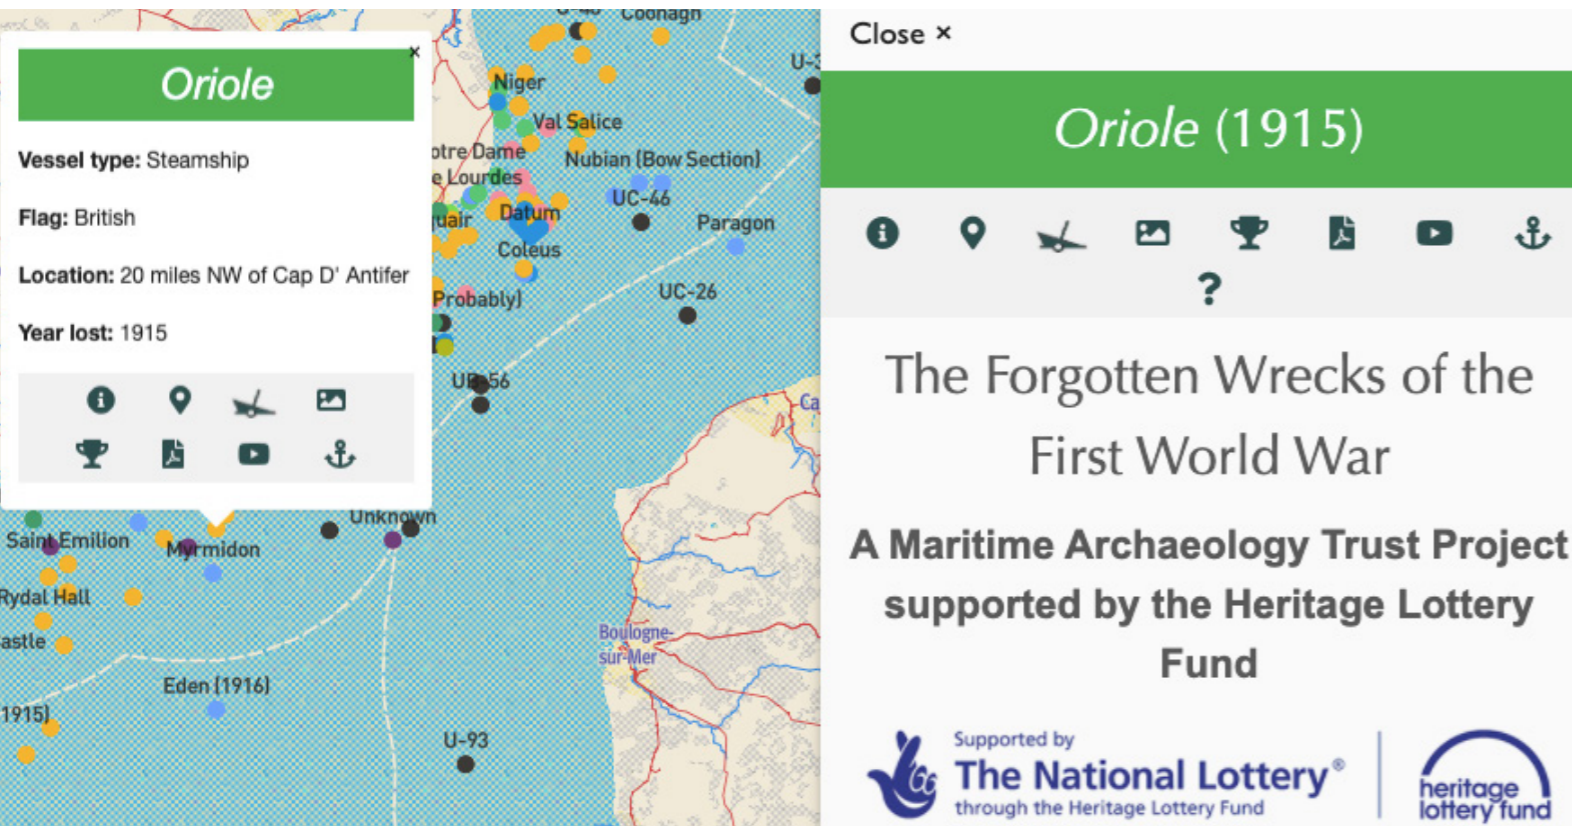 Oriole
Vessel type: Steamship
Flag: British
Location: 20 miles NW of Cap D' Antifer
Year lost: 1915
Coonagh
Niger
Val Salice
otre Dame
e Lourdes
Nubian (Bow Section)
UC-46
quair
Datum
Paragon
Coleus
Probably)
UC-26
UB-56
Ca
Unknown
Saint Emilion
Myrmidon
Rydal Hall
astle
Boulogne-
sur-Mer
Eden (1916)
1915)
U-93
Close ×
Oriole (1915)
?
The Forgotten Wrecks of the
First World War
A Maritime Archaeology Trust Project
supported by the Heritage Lottery
Fund
Supported by
The National Lottery®
through the Heritage Lottery Fund
heritage
lottery fund